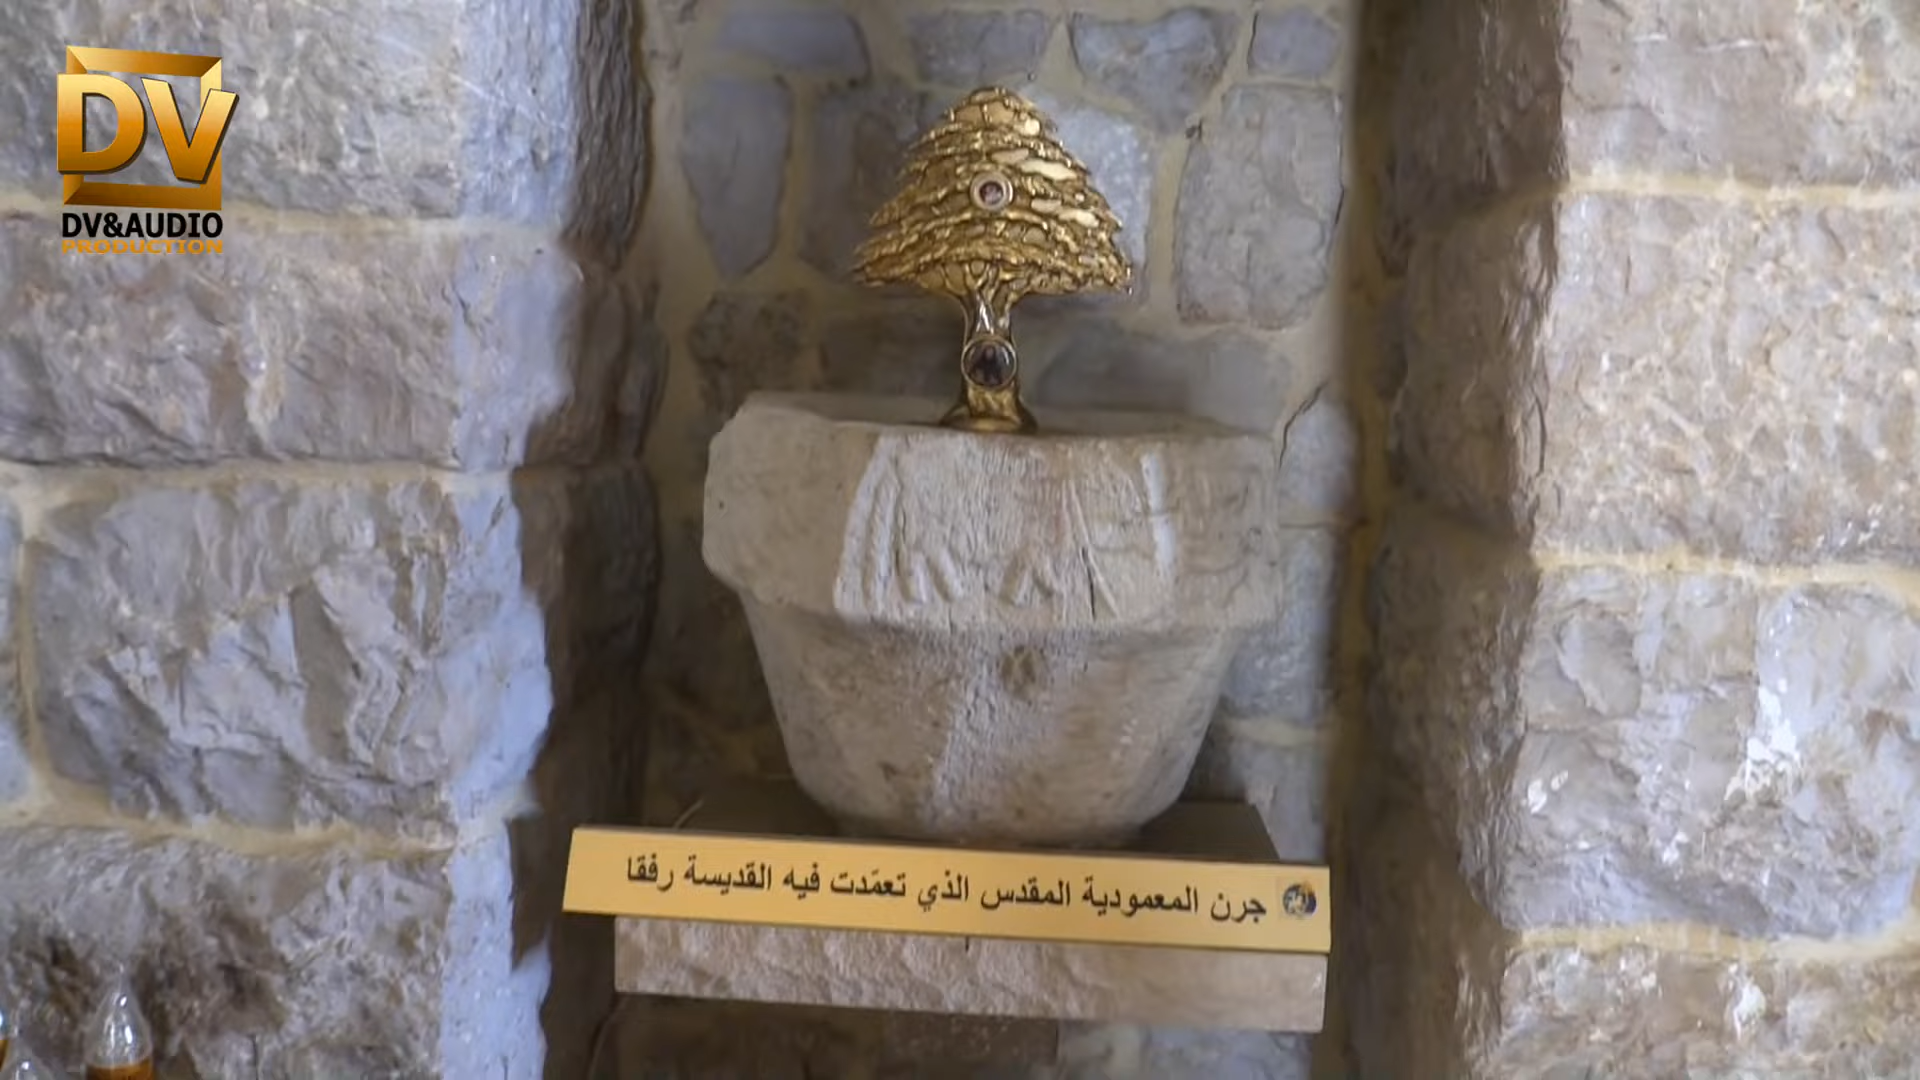 DV
DV&AUDIO
PRODUCTION
جرن المعمودية المقدس الذي تعمّدت فيه القديسة رفقا